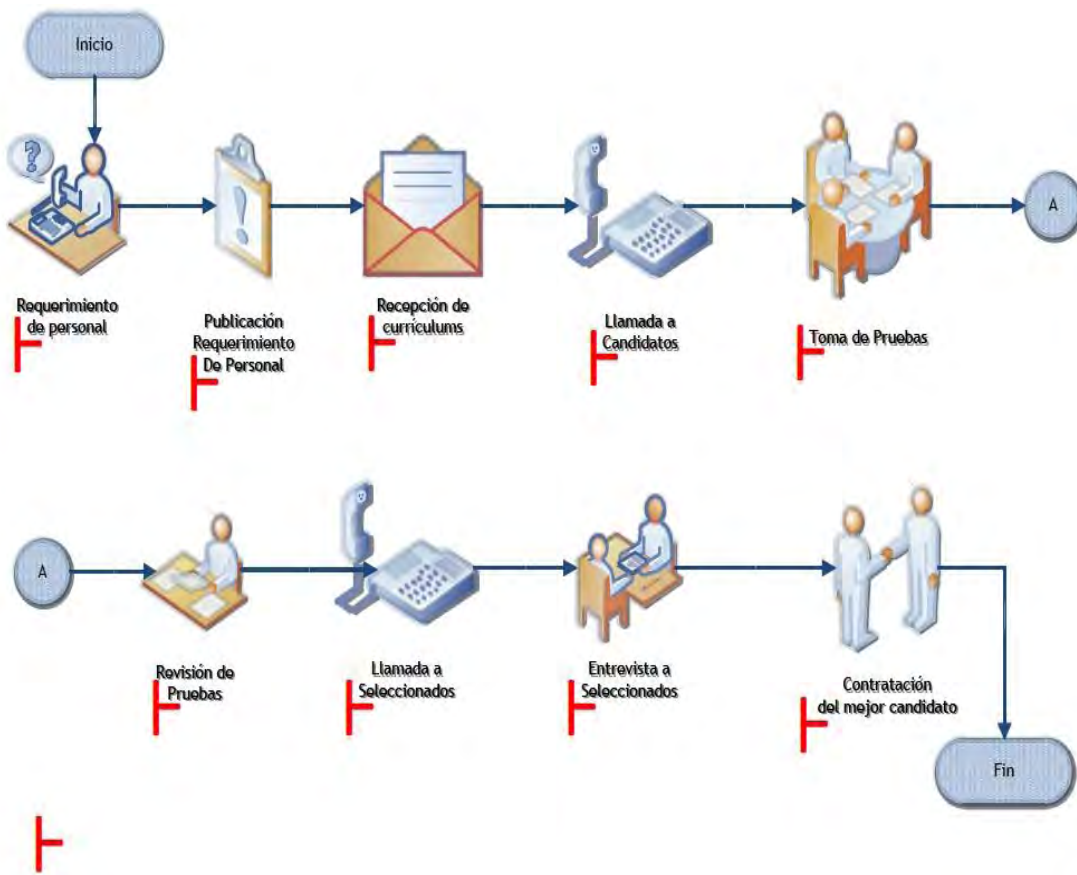 Inicio
?
!
A
Requerimiento
de personal
Publicación
Requerimiento
De Personal
Recepción de
currículums
Llamada a
Candidatos
Toma de Pruebas
A
Revisión de
Pruebas
Llamada a
Seleccionados
Entrevista a
Seleccionados
Contratación
del mejor candidato
Fin